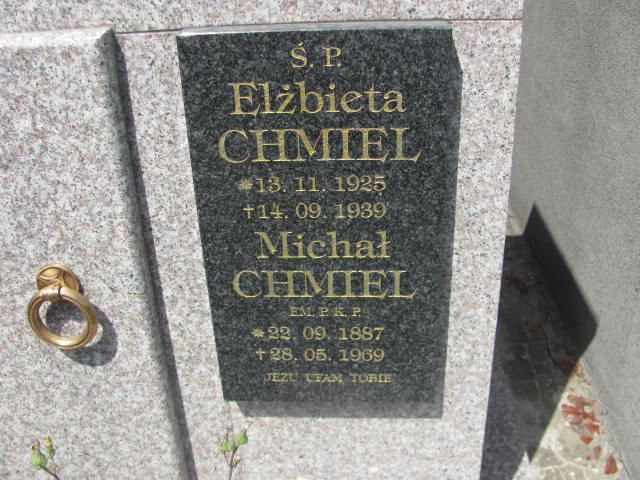 Ś. P.
Elżbieta
CHMIEL
*13. 11. 1925
†14. 09. 1939
Michał
CHMIEL
EM. P. K. P.
*22. 09. 1887
†28. 05. 1969
JEZU UFAM TOBIE